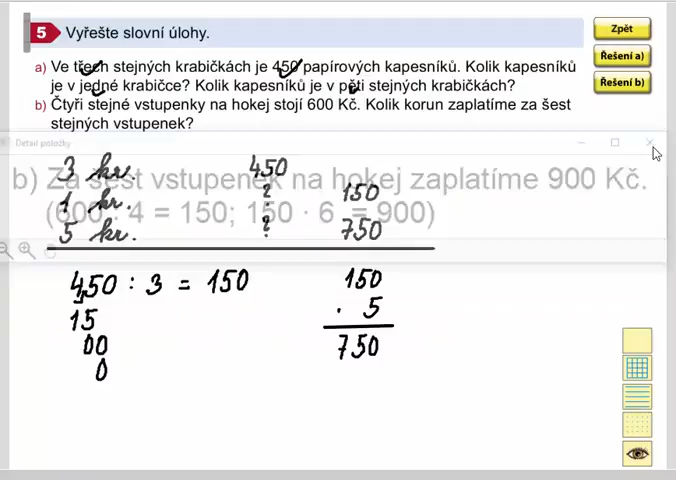 5 Vyřešte slovní úlohy.
Zpět
Řešení a)
Řešení b)
a) Ve třech stejných krabičkách je 450 papírových kapesníků. Kolik kapesníků
je v jedné krabičce? Kolik kapesníků je v pěti stejných krabičkách?
b) Čtyři stejné vstupenky na hokej stojí 600 Kč. Kolik korun zaplatíme za šest
stejných vstupenek?
Detail položky
b) Za šest vstupenek na hokej zaplatíme 900 Kč.
(600 : 4 = 150; 150 · 6 = 900)
3 kr. 450
1 kr. ? 150
5 kr. ? 750
450 : 3 = 150
15
00
0
150
· 5
750